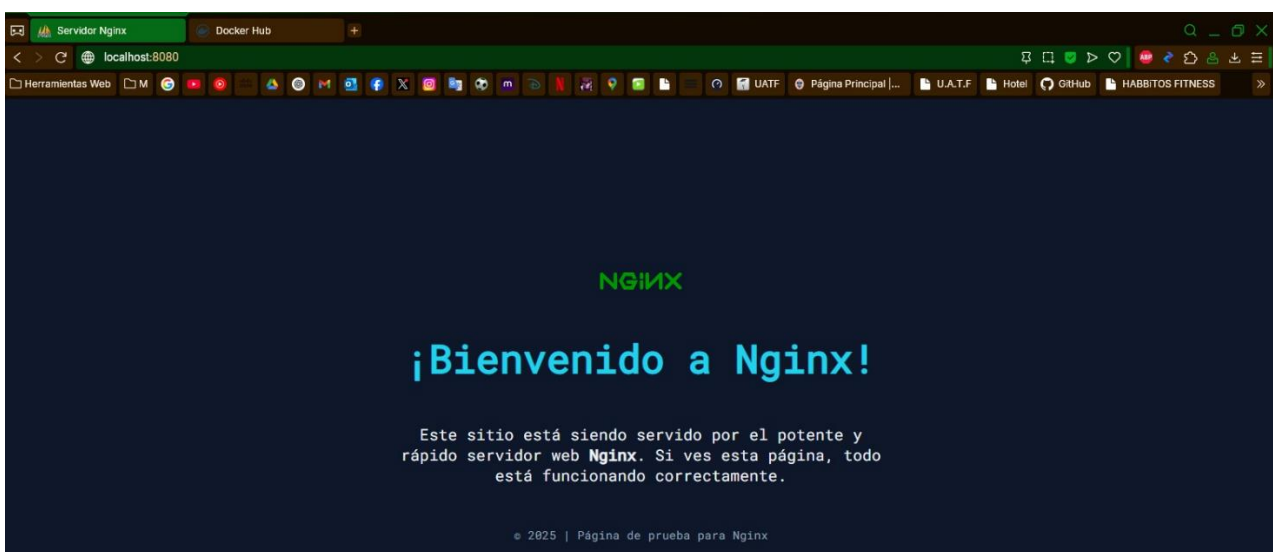 Servidor Nginx
Docker Hub
localhost:8080
Herramientas Web
M
UATF
Página Principal |...
U.A.T.F
Hotel
GitHub
HABBiTOS FITNESS
NGiNX
¡Bienvenido a Nginx!
Este sitio está siendo servido por el potente y
rápido servidor web Nginx. Si ves esta página, todo
está funcionando correctamente.
© 2025 | Página de prueba para Nginx